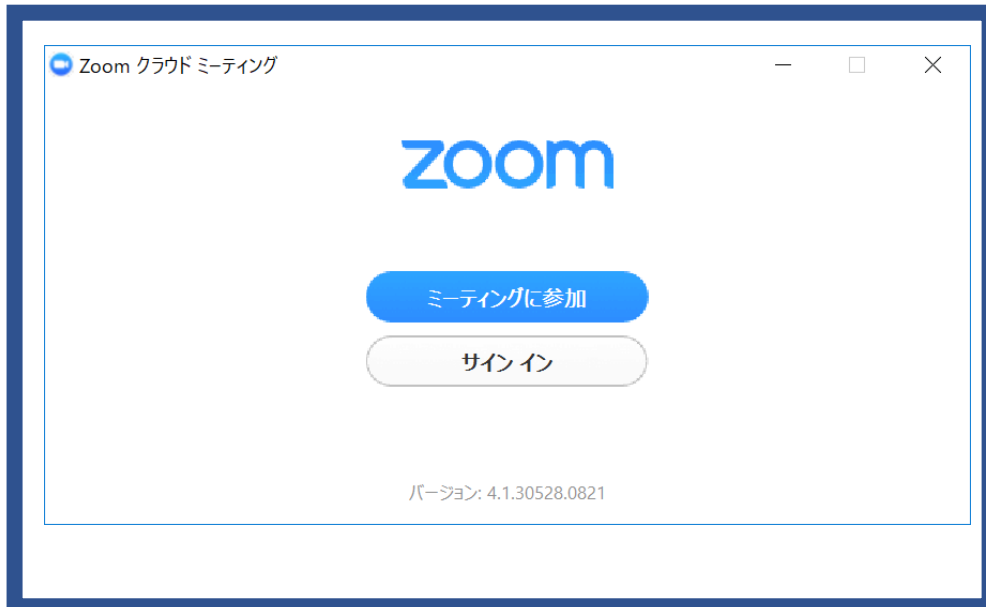 Zoom クラウド ミーティング
zoom
ミーティングに参加
サイン イン
バージョン: 4.1.30528.0821